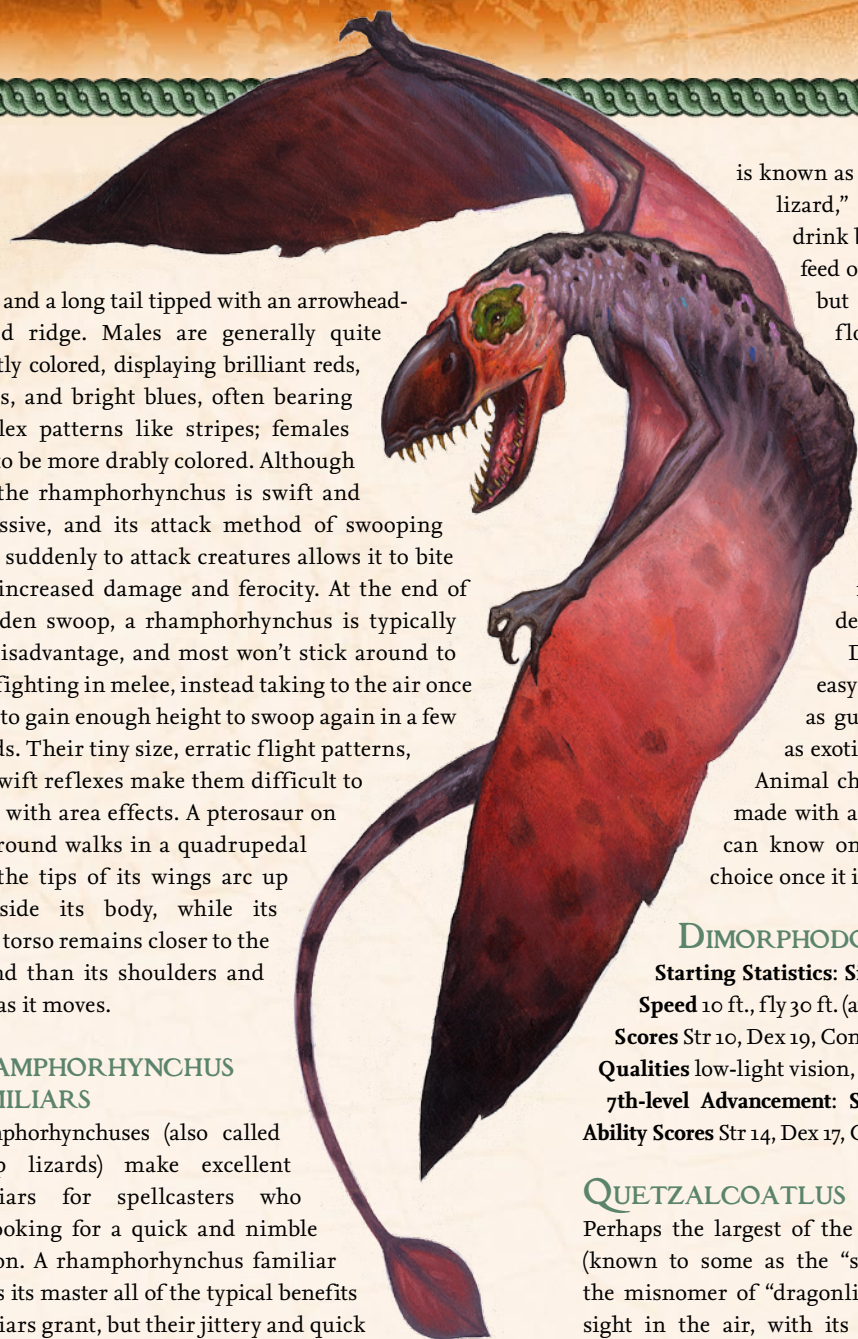 and a long tail tipped with an arrowhead-
d ridge. Males are generally quite
tly colored, displaying brilliant reds,
s, and bright blues, often bearing
lex patterns like stripes; females
to be more drably colored. Although
the rhamphorhynchus is swift and
ssive, and its attack method of swooping
suddenly to attack creatures allows it to bite
increased damage and ferocity. At the end of
den swoop, a rhamphorhynchus is typically
isadvantage, and most won’t stick around to
fighting in melee, instead taking to the air once
to gain enough height to swoop again in a few
ds. Their tiny size, erratic flight patterns,
wift reflexes make them difficult to
with area effects. A pterosaur on
round walks in a quadrupedal
the tips of its wings arc up
side its body, while its
torso remains closer to the
nd than its shoulders and
as it moves.
AMPHORHYNCHUS
MILIARS
mphorhynchuses (also called
p lizards) make excellent
liars for spellcasters who
ooking for a quick and nimble
on. A rhamphorhynchus familiar
s its master all of the typical benefits
liars grant, but their jittery and quick
is known as
lizard,”
drink b
feed o
but
flo
de
D
easy
as gu
as exoti
Animal ch
made with a
can know on
choice once it i
DIMORPHODO
Starting Statistics: Si
Speed 10 ft., fly 30 ft. (a
Scores Str 10, Dex 19, Con
Qualities low-light vision,
7th-level Advancement: S
Ability Scores Str 14, Dex 17, C
QUETZALCOATLUS
Perhaps the largest of the
(known to some as the “s
the misnomer of “dragonli
sight in the air, with its